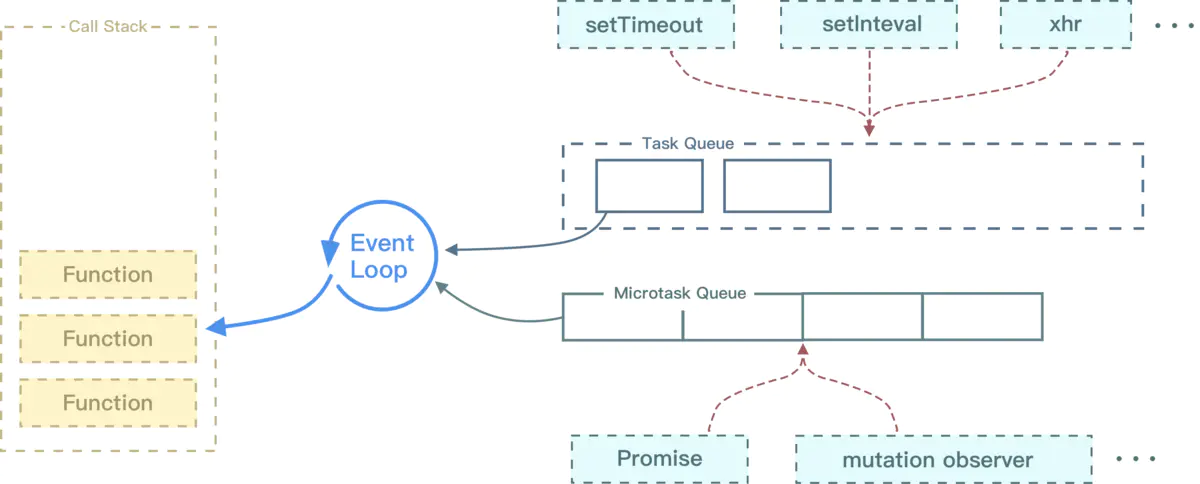 Call Stack
setTimeout
setInteval
xhr
Task Queue
Event
Loop
Function
Function
Function
Microtask Queue
Promise
mutation observer